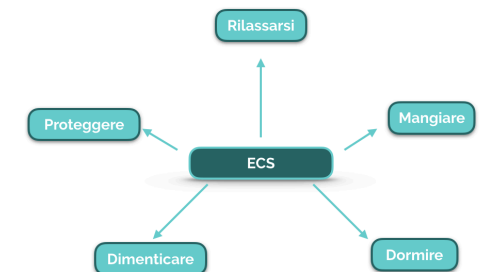 Rilassarsi
Proteggere
Mangiare
ECS
Dimenticare
Dormire